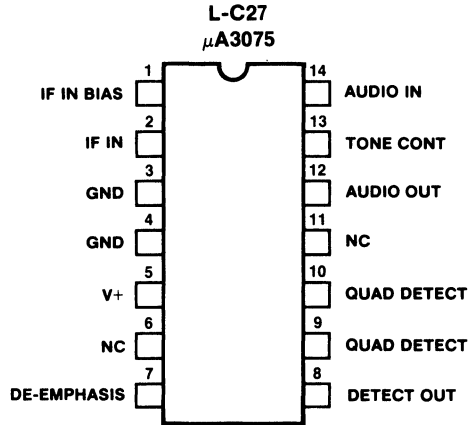 L-C27
μA3075
1 14
IF IN BIAS AUDIO IN
2 13
IF IN TONE CONT
3 12
GND AUDIO OUT
4 11
GND NC
5 10
V+ QUAD DETECT
6 9
NC QUAD DETECT
7 8
DE-EMPHASIS DETECT OUT